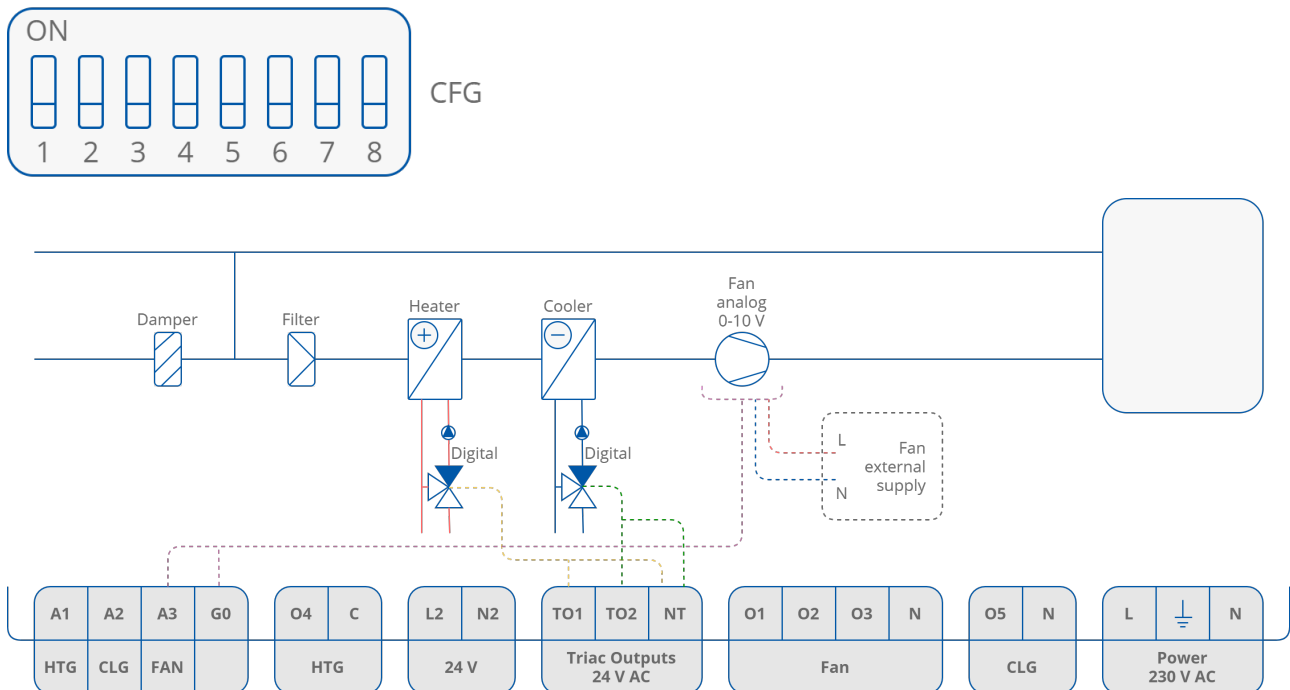 ON
1 2 3 4 5 6 7 8
CFG
Damper
Filter
Heater
Cooler
Fan
analog
0-10 V
Digital
Digital
L
N
Fan
external
supply
A1 A2 A3 G0
HTG CLG FAN
O4 C
HTG
L2 N2
24 V
TO1 TO2 NT
Triac Outputs
24 V AC
O1 O2 O3 N
Fan
O5 N
CLG
L N
Power
230 V AC